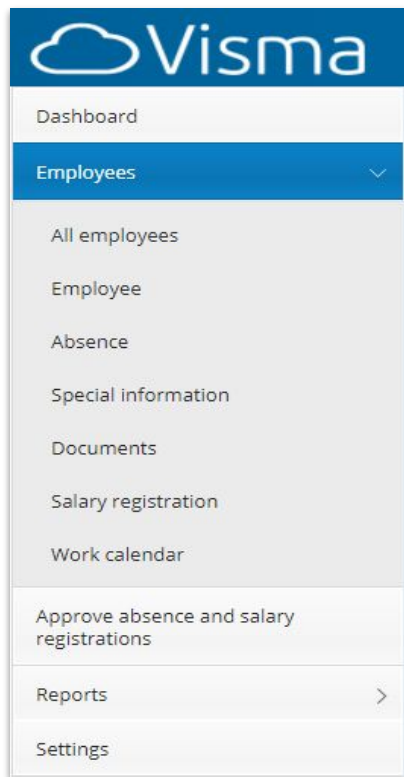 Visma
Dashboard
Employees
All employees
Employee
Absence
Special information
Documents
Salary registration
Work calendar
Approve absence and salary
registrations
Reports
Settings